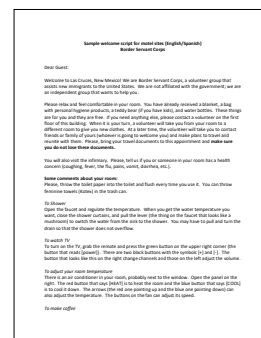 Sample welcome script for motel sites [English/Spanish]
Border Servant Corps
Dear Guest:
Welcome to Las Cruces, New Mexico! We are Border Servant Corps, a volunteer group that
assists new immigrants to the United States. We are not affiliated with the government; we are
an independent group that wants to help you.
Please relax and feel comfortable in your room. You have already received a blanket, a bag
with personal hygiene products, a teddy bear (if you have kids), and water bottles. These things
are for you and they are free. If you need anything else, please contact a volunteer on the first
floor of this building. When it is your turn, a volunteer will take you from your room to a
different room to give you new clothes. At a later time, the volunteer will take you to contact
friends or family of yours (whoever is going to welcome you) and make plans to travel and
reunite with them. Please, bring your travel documents to this appointment and make sure
you do not lose these documents.
You will also visit the infirmary. Please, tell us if you or someone in your room has a health
concern (coughing, fever, the flu, pains, vomit, diarrhea, etc.).
Some comments about your room:
Please, throw the toilet paper into the toilet and flush every time you use it. You can throw
feminine towels (Kotex) in the trash can.
To Shower
Open the faucet and regulate the temperature. When you get the water temperature you
want, close the shower curtains, and pull the lever (the thing on the faucet that looks like a
mushroom) to switch the water from the sink to the shower. You may have to pull and turn the
drain so that the shower does not overflow.
To watch TV
To turn on the TV, grab the remote and press the green button on the upper right corner (the
button that reads [power]). There are two black buttons with the symbols [+] and [-]. The
button that looks like this on the right change channels and those on the left adjust the volume.
To adjust your room temperature
There is an air conditioner in your room, probably next to the window. Open the panel on the
right. The red button that says [HEAT] is to heat the room and the blue button that says [COOL]
is to cool it down. The arrows (the red one pointing up and the blue one pointing down) can
also adjust the temperature. The buttons on the fan can adjust its speed.
To make coffee